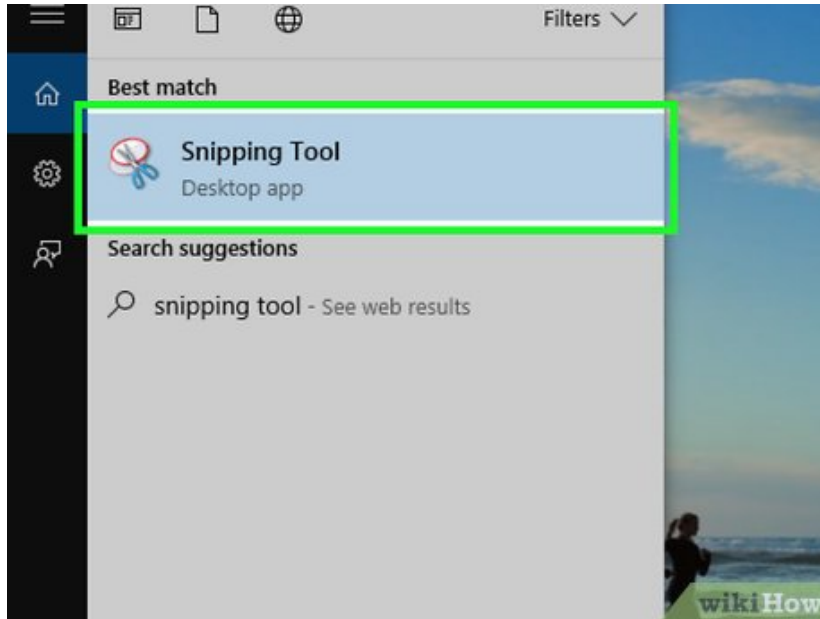 Filters
Best match
Snipping Tool
Desktop app
Search suggestions
snipping tool - See web results
wikiHow